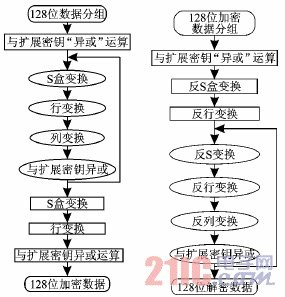 128位数据分组
与扩展密钥“异或”运算
S盒变换
行变换
列变换
与扩展密钥异或
S盒变换
行变换
与扩展密钥异或运算
128位加密数据
128位加密
数据分组
与扩展密钥“异或”运算
反S盒变换
反行变换
反S变换
反行变换
反列变换
与扩展密钥异或
128位解密数据